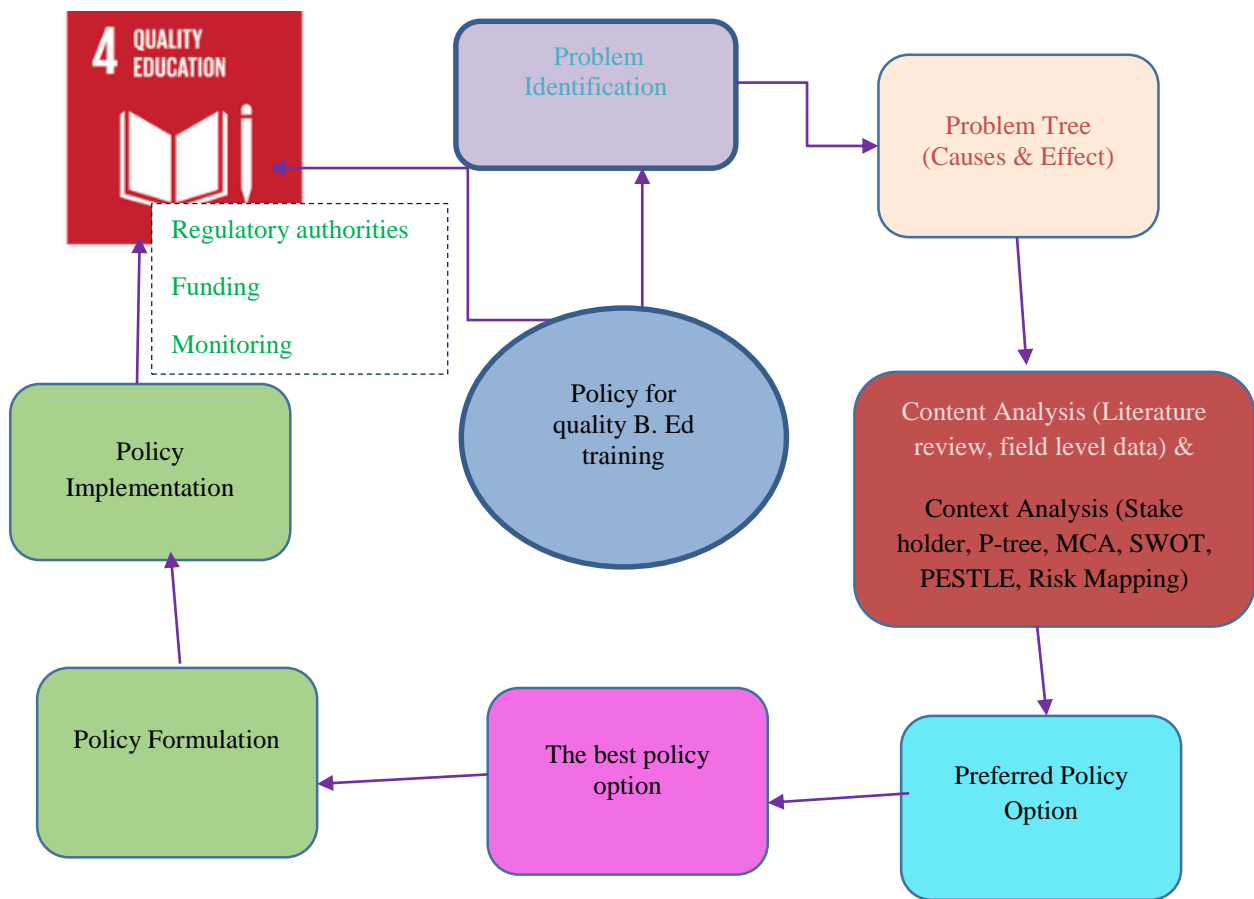 4 QUALITY
EDUCATION
Problem
Identification
Problem Tree
(Causes & Effect)
Regulatory authorities
Funding
Monitoring
Policy for
quality B. Ed
training
Content Analysis (Literature
review, field level data) &
Context Analysis (Stake
holder, P-tree, MCA, SWOT,
PESTLE, Risk Mapping)
Policy
Implementation
Policy Formulation
The best policy
option
Preferred Policy
Option